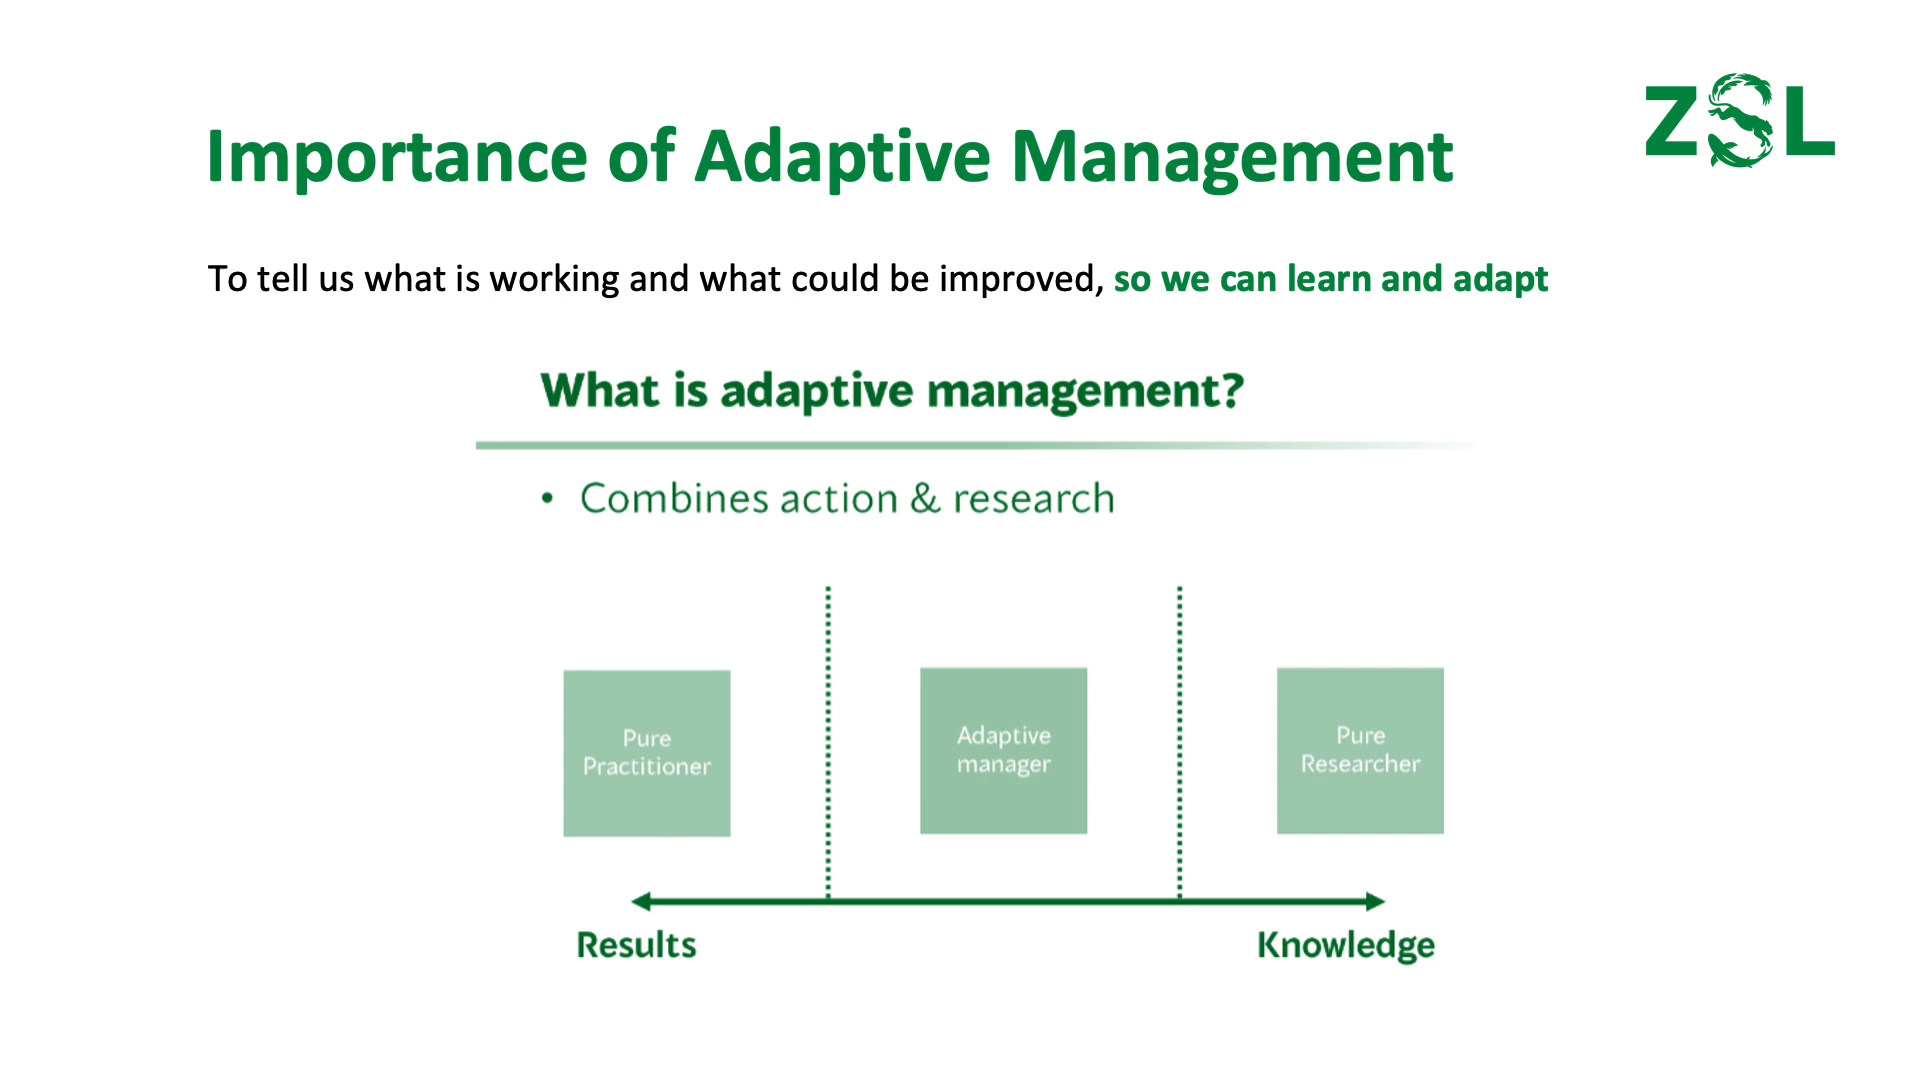 ZSL
Importance of Adaptive Management
To tell us what is working and what could be improved, so we can learn and adapt
What is adaptive management?
• Combines action & research
Pure
Practitioner
Adaptive
manager
Pure
Researcher
Results
Knowledge